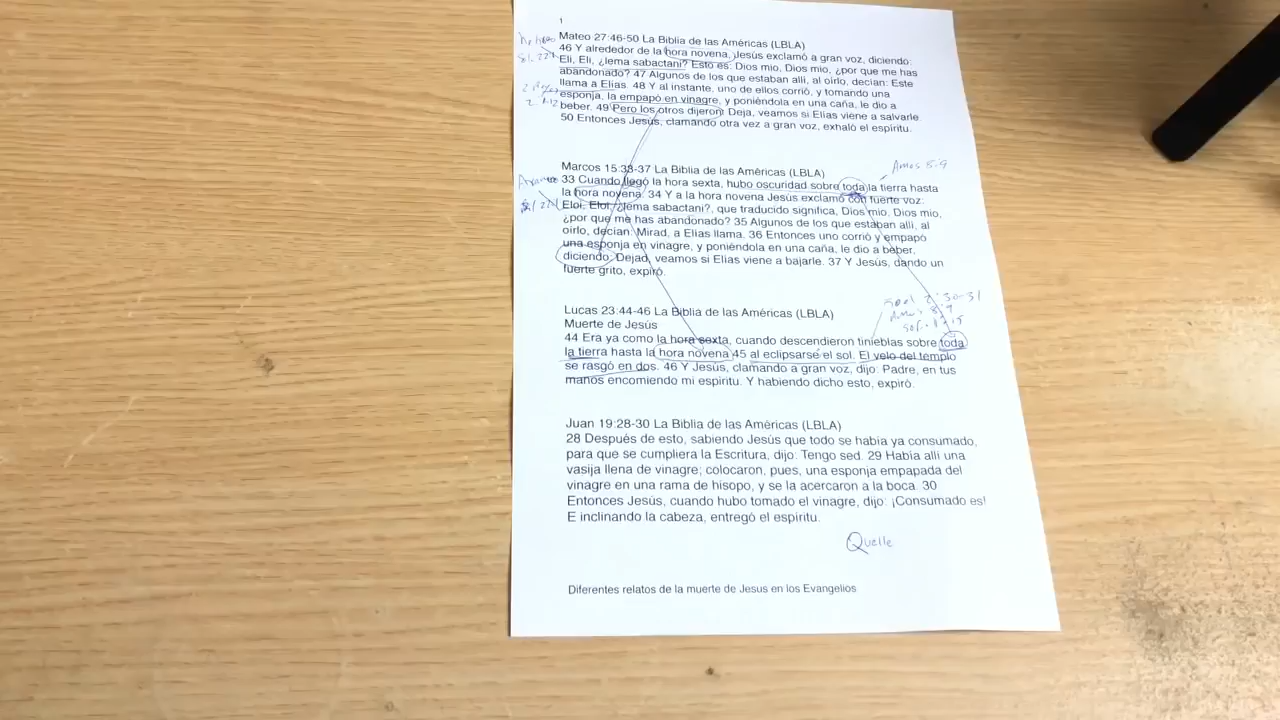 1
Mateo 27:46-50 La Biblia de las Américas (LBLA)
46 Y alrededor de la hora novena, Jesús exclamó a gran voz, diciendo:
Elí, Elí, ¿lema sabactani? Esto es: Dios mío, Dios mío, ¿por qué me has
abandonado? 47 Algunos de los que estaban allí, al oírlo, decían: Este
llama a Elías. 48 Y al instante, uno de ellos corrió, y tomando una
esponja, la empapó en vinagre, y poniéndola en una caña, le dio a
beber. 49 Pero los otros dijeron: Deja, veamos si Elías viene a salvarle.
50 Entonces Jesús, clamando otra vez a gran voz, exhaló el espíritu.
Amos 8:9
Marcos 15:33-37 La Biblia de las Américas (LBLA)
33 Cuando llegó la hora sexta, hubo oscuridad sobre toda la tierra hasta
la hora novena. 34 Y a la hora novena Jesús exclamó con fuerte voz:
Eloi, Eloi, ¿lema sabactani?, que traducido significa, Dios mío, Dios mío,
¿por qué me has abandonado? 35 Algunos de los que estaban allí, al
oírlo, decían: Mirad, a Elías llama. 36 Entonces uno corrió y empapó
una esponja en vinagre, y poniéndola en una caña, le dio a beber,
diciendo: Dejad, veamos si Elías viene a bajarle. 37 Y Jesús, dando un
fuerte grito, expiró.
Joel 2:30-31
Amos 8:9
Sof. 1:15
Lucas 23:44-46 La Biblia de las Américas (LBLA)
Muerte de Jesús
44 Era ya como la hora sexta, cuando descendieron tinieblas sobre toda
la tierra hasta la hora novena 45 al eclipsarse el sol. El velo del templo
se rasgó en dos. 46 Y Jesús, clamando a gran voz, dijo: Padre, en tus
manos encomiendo mi espíritu. Y habiendo dicho esto, expiró.
Juan 19:28-30 La Biblia de las Américas (LBLA)
28 Después de esto, sabiendo Jesús que todo se había ya consumado,
para que se cumpliera la Escritura, dijo: Tengo sed. 29 Había allí una
vasija llena de vinagre; colocaron, pues, una esponja empapada del
vinagre en una rama de hisopo, y se la acercaron a la boca. 30
Entonces Jesús, cuando hubo tomado el vinagre, dijo: ¡Consumado es!
E inclinando la cabeza, entregó el espíritu.
Quelle
Diferentes relatos de la muerte de Jesus en los Evangelios